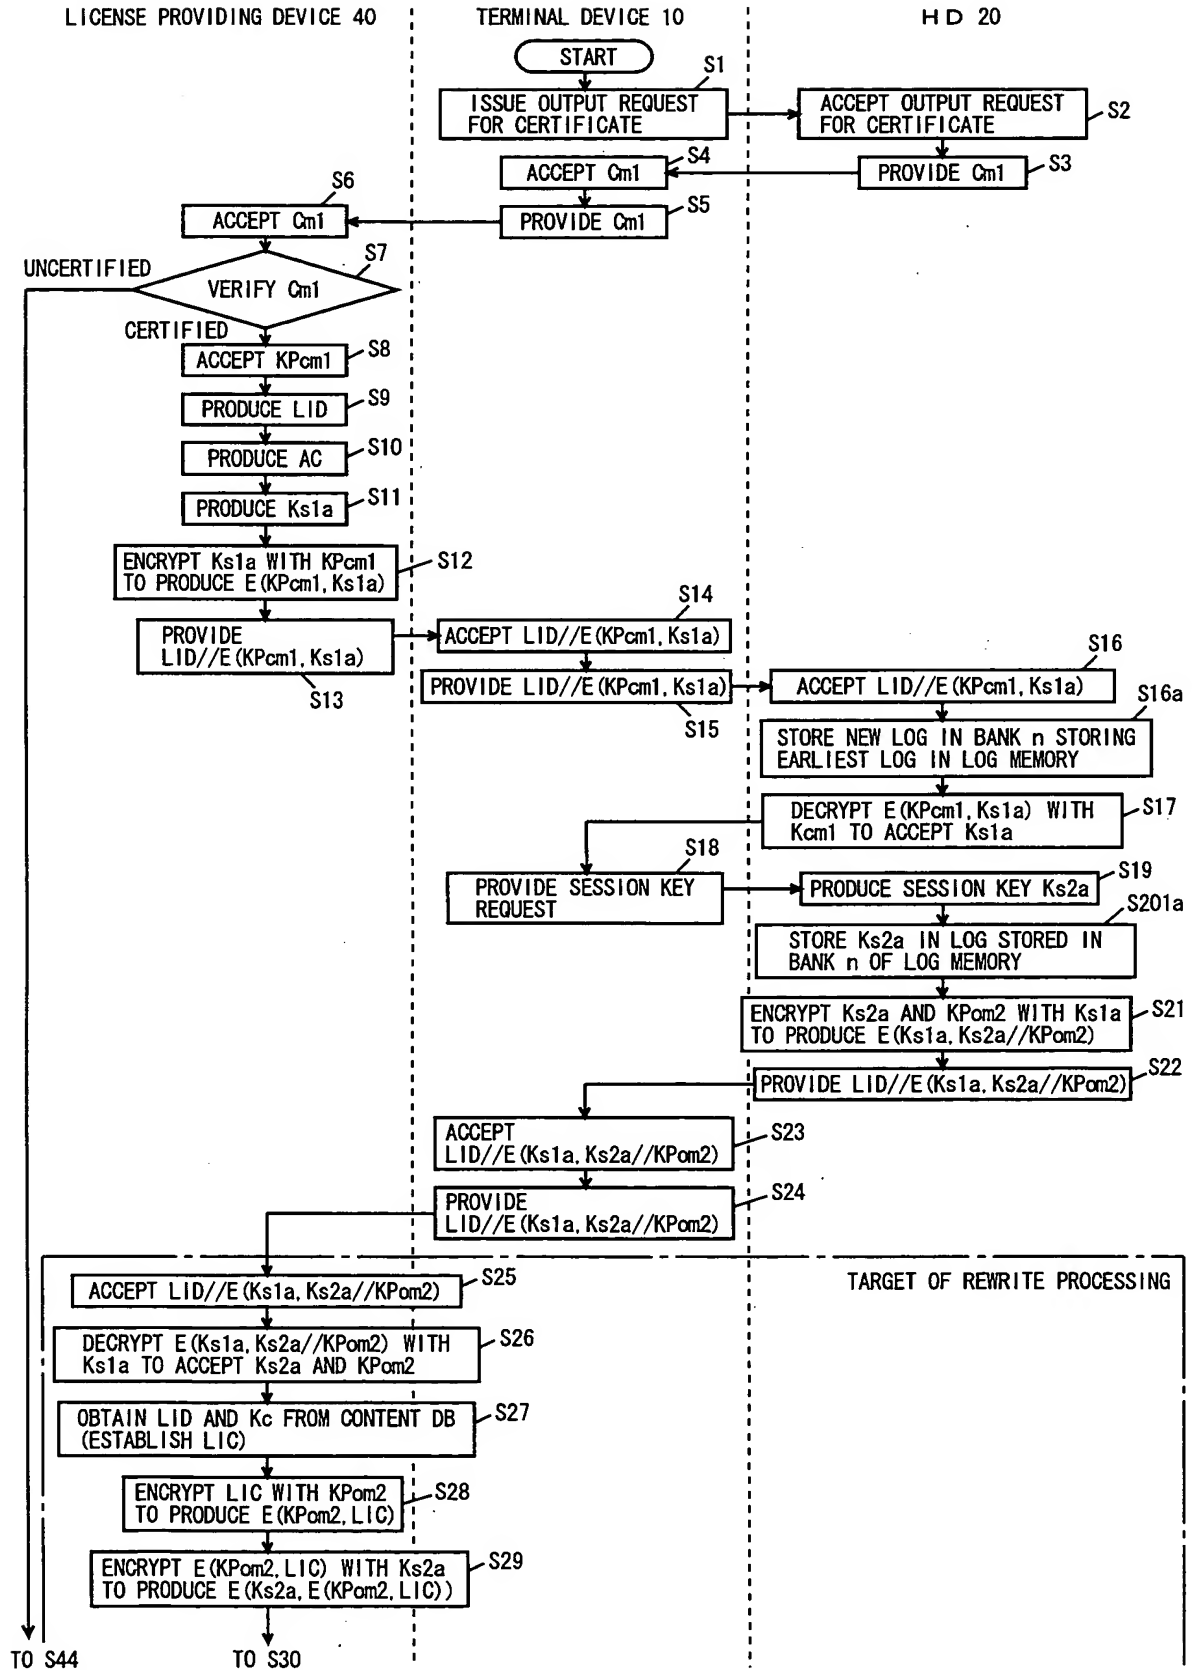 LICENSE PROVIDING DEVICE 40
TERMINAL DEVICE 10
HD 20
START
S1
ISSUE OUTPUT REQUEST
FOR CERTIFICATE
ACCEPT OUTPUT REQUEST
FOR CERTIFICATE
S2
S4
ACCEPT Cm1
PROVIDE Cm1
S3
S6
ACCEPT Cm1
PROVIDE Cm1
S5
UNCERTIFIED
S7
VERIFY Cm1
CERTIFIED
ACCEPT KPcm1
S8
PRODUCE LID
S9
PRODUCE AC
S10
PRODUCE Ks1a
S11
ENCRYPT Ks1a WITH KPcm1
TO PRODUCE E(KPcm1, Ks1a)
S12
PROVIDE
LID//E(KPcm1, Ks1a)
S13
S14
ACCEPT LID//E(KPcm1, Ks1a)
PROVIDE LID//E(KPcm1, Ks1a)
S15
S16
ACCEPT LID//E(KPcm1, Ks1a)
S16a
STORE NEW LOG IN BANK n STORING
EARLIEST LOG IN LOG MEMORY
DECRYPT E(KPcm1, Ks1a) WITH
Kcm1 TO ACCEPT Ks1a
S17
S18
PROVIDE SESSION KEY
REQUEST
PRODUCE SESSION KEY Ks2a
S19
S201a
STORE Ks2a IN LOG STORED IN
BANK n OF LOG MEMORY
ENCRYPT Ks2a AND KPom2 WITH Ks1a
TO PRODUCE E(Ks1a, Ks2a//KPom2)
S21
PROVIDE LID//E(Ks1a, Ks2a//KPom2)
S22
ACCEPT
LID//E(Ks1a, Ks2a//KPom2)
S23
PROVIDE
LID//E(Ks1a, Ks2a//KPom2)
S24
TARGET OF REWRITE PROCESSING
ACCEPT LID//E(Ks1a, Ks2a//KPom2)
S25
DECRYPT E(Ks1a, Ks2a//KPom2) WITH
Ks1a TO ACCEPT Ks2a AND KPom2
S26
OBTAIN LID AND Kc FROM CONTENT DB
(ESTABLISH LIC)
S27
ENCRYPT LIC WITH KPom2
TO PRODUCE E(KPom2, LIC)
S28
ENCRYPT E(KPom2, LIC) WITH Ks2a
TO PRODUCE E(Ks2a, E(KPom2, LIC))
S29
TO S44
TO S30